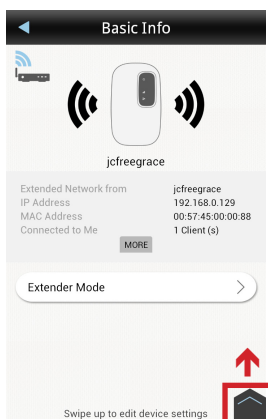 Basic Info
jcfreegrace
Extended Network from jcfreegrace
IP Address 192.168.0.129
MAC Address 00:57:45:00:00:88
Connected to Me 1 Client (s)
MORE
Extender Mode
Swipe up to edit device settings